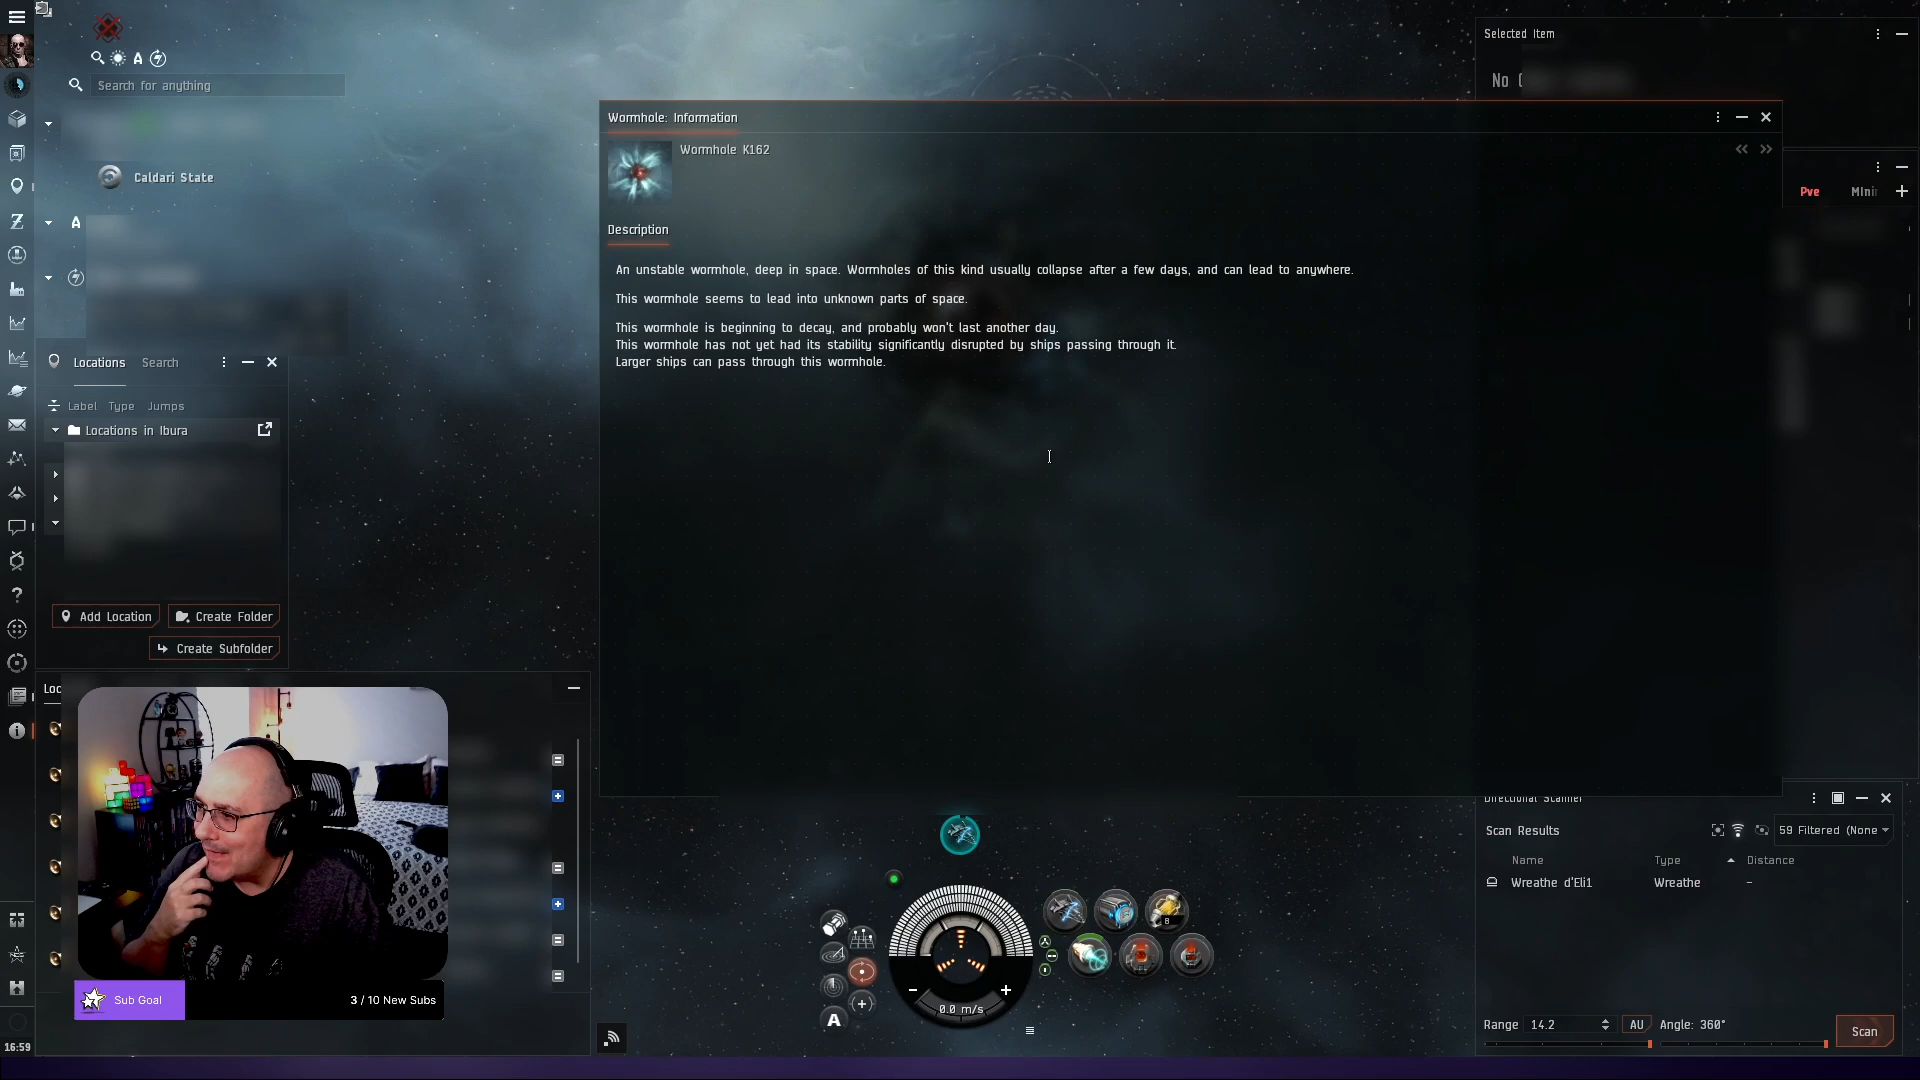 Search for anything
Caldari State
A
Locations
Search
Label Type Jumps
Locations in Ibura
Add Location
Create Folder
Create Subfolder
Loc
Sub Goal
3 / 10 New Subs
16:59
Wormhole: Information
Wormhole K162
Description
An unstable wormhole, deep in space. Wormholes of this kind usually collapse after a few days, and can lead to anywhere.
This wormhole seems to lead into unknown parts of space.
This wormhole is beginning to decay, and probably won't last another day.
This wormhole has not yet had its stability significantly disrupted by ships passing through it.
Larger ships can pass through this wormhole.
0.0 m/s
A
8
Selected Item
No
Pve
Directional Scanner
Scan Results
59 Filtered (None
Name Type Distance
Wreathe d'Eli1 Wreathe –
Range 14.2 AU Angle: 360°
Scan